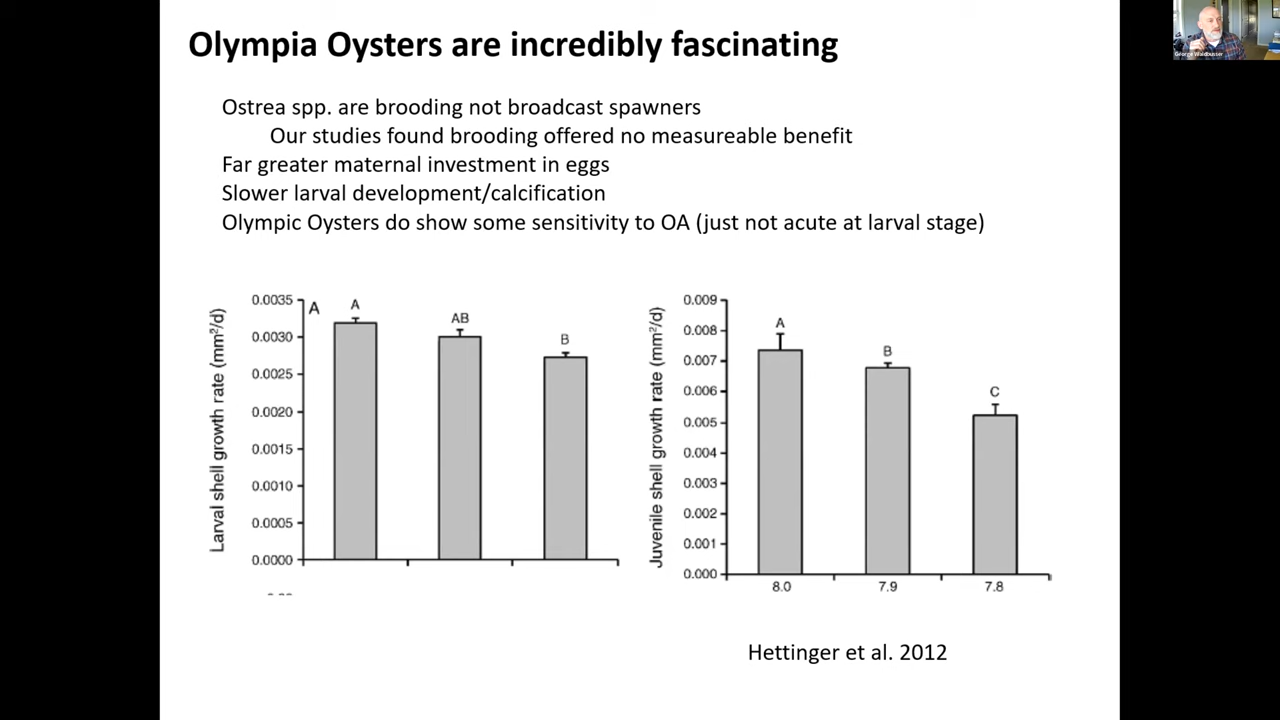 Olympia Oysters are incredibly fascinating
George Waldbusser
Ostrea spp. are brooding not broadcast spawners
Our studies found brooding offered no measureable benefit
Far greater maternal investment in eggs
Slower larval development/calcification
Olympic Oysters do show some sensitivity to OA (just not acute at larval stage)
Larval shell growth rate (mm²/d)
0.0035
0.0030
0.0025
0.0020
0.0015
0.0010
0.0005
0.0000
A
A
AB
B
Juvenile shell growth rate (mm²/d)
0.009
0.008
0.007
0.006
0.005
0.004
0.003
0.002
0.001
0.000
A
B
C
8.0
7.9
7.8
Hettinger et al. 2012